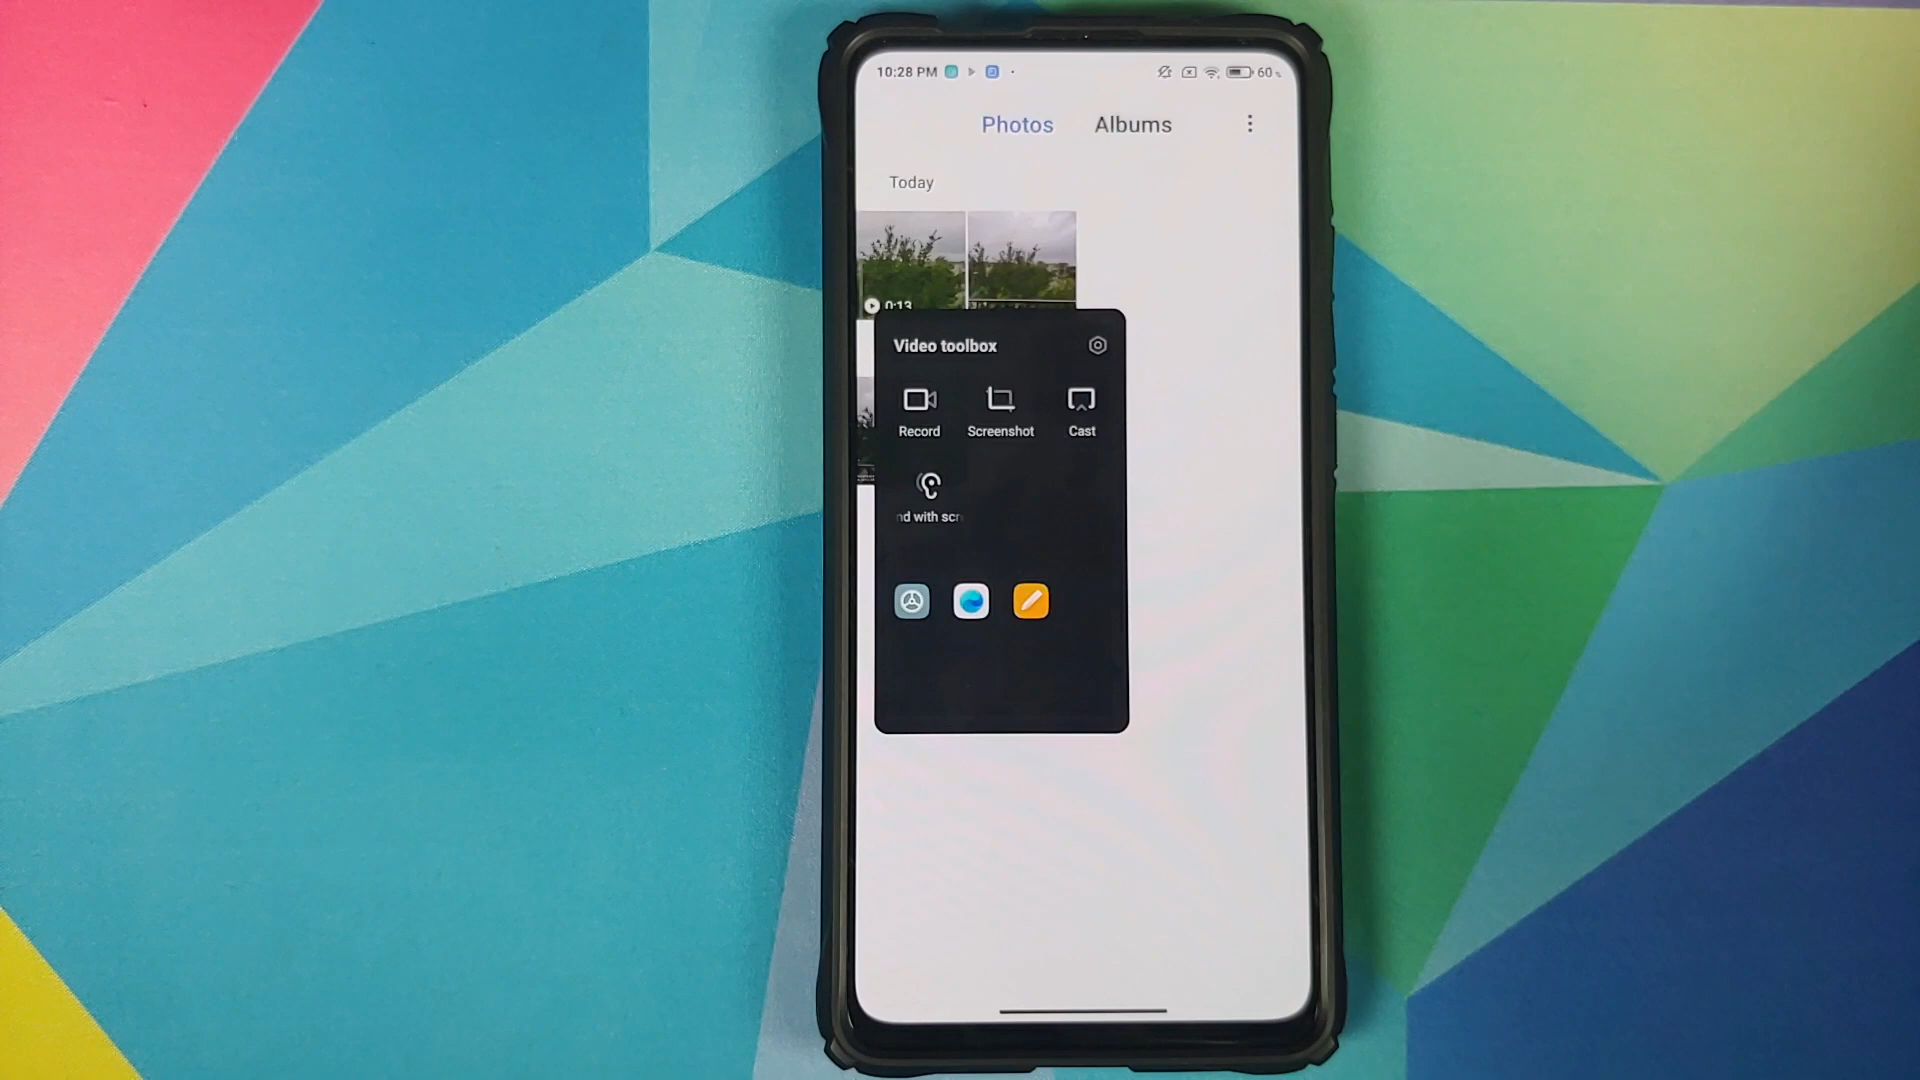 10:28 PM 60
Photos Albums
Today
0:13
Video toolbox
Record Screenshot Cast
nd with scr